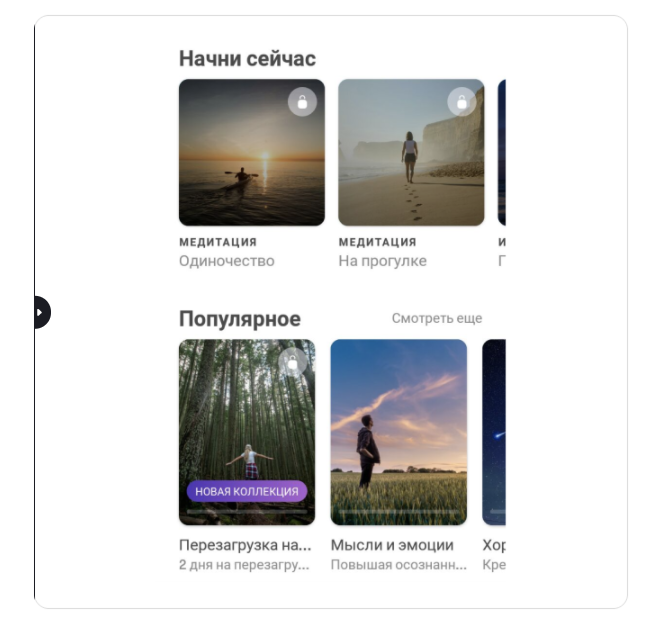 Начни сейчас
МЕДИТАЦИЯ
Одиночество
МЕДИТАЦИЯ
На прогулке
Популярное
Смотреть еще
НОВАЯ КОЛЛЕКЦИЯ
Перезагрузка на...
2 дня на перезагру...
Мысли и эмоции
Повышая осознанн...
Хор
Кре